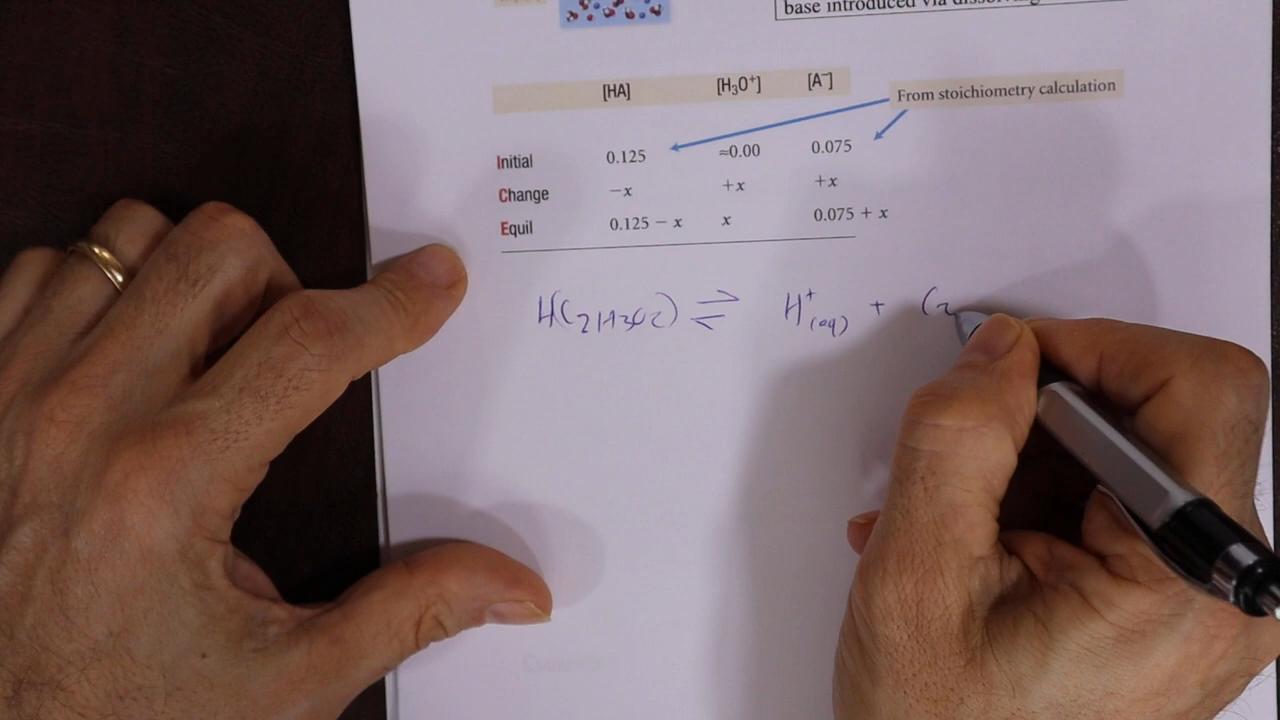 base introduced via
[HA] [H₃O⁺] [A⁻]
From stoichiometry calculation
Initial 0.125 ≈0.00 0.075
Change −x +x +x
Equil 0.125 − x x 0.075 + x
HC₂H₃O₂ ⇌ H⁺(aq) + C₂